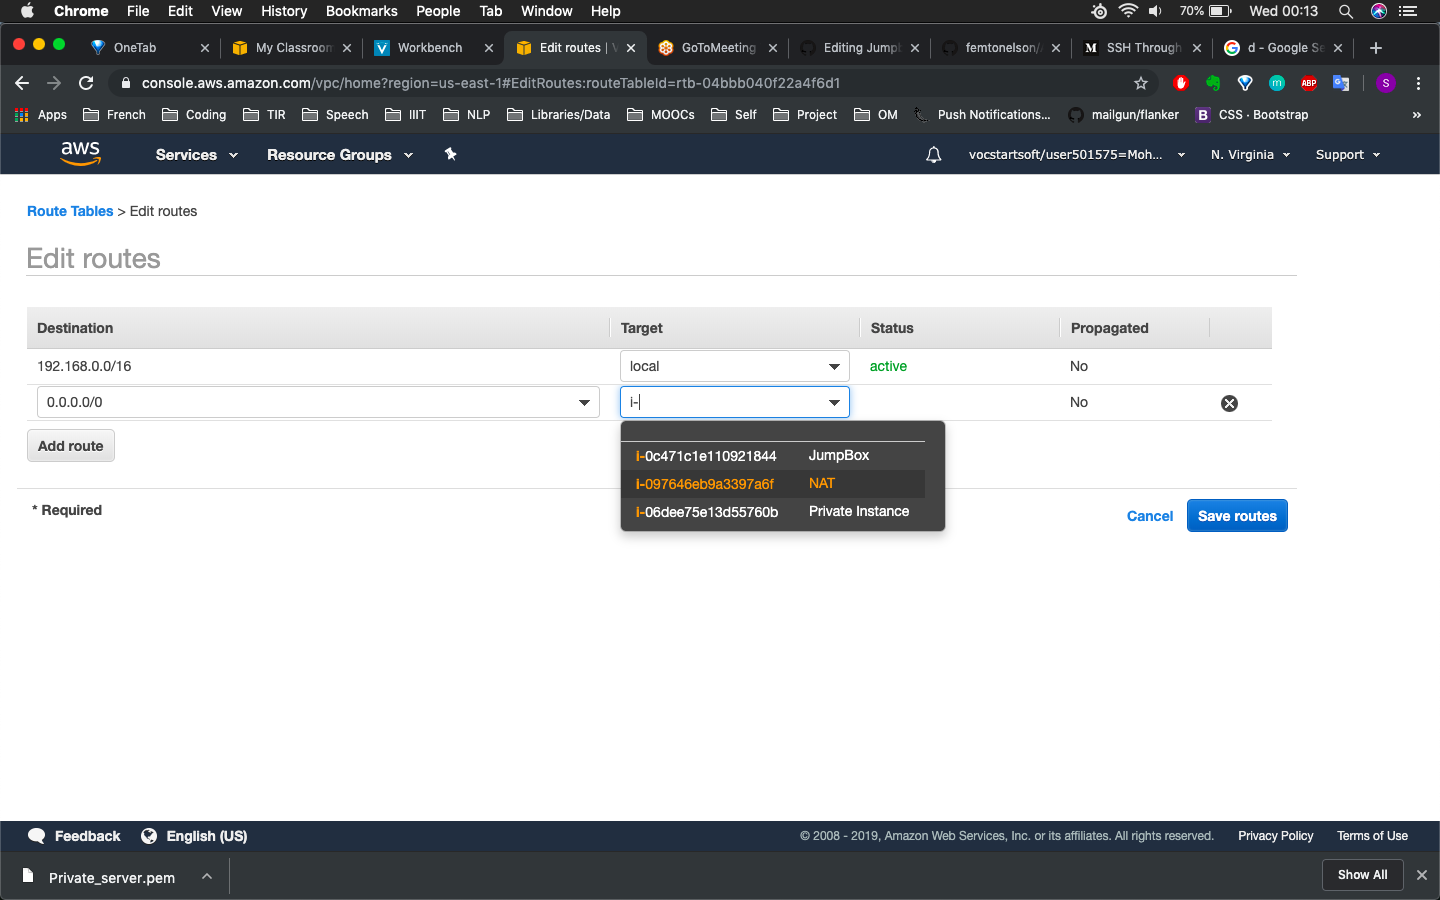 Chrome File Edit View History Bookmarks People Tab Window Help 70% Wed 00:13
OneTab My Classroom Workbench Edit routes | V GoToMeeting Editing Jump femtonelson/ SSH Through d - Google Se
console.aws.amazon.com/vpc/home?region=us-east-1#EditRoutes:routeTableId=rtb-04bbb040f22a4f6d1
Apps French Coding TIR Speech IIIT NLP Libraries/Data MOOCs Self Project OM Push Notifications... mailgun/flanker CSS · Bootstrap »
aws Services Resource Groups vocstartsoft/user501575=Moh... N. Virginia Support
Route Tables > Edit routes
Edit routes
Destination Target Status Propagated
192.168.0.0/16 local active No
0.0.0.0/0 i- No
Add route
i-0c471c1e110921844 JumpBox
i-097646eb9a3397a6f NAT
i-06dee75e13d55760b Private Instance
* Required
Cancel Save routes
Feedback English (US) © 2008 - 2019, Amazon Web Services, Inc. or its affiliates. All rights reserved. Privacy Policy Terms of Use
Private_server.pem Show All